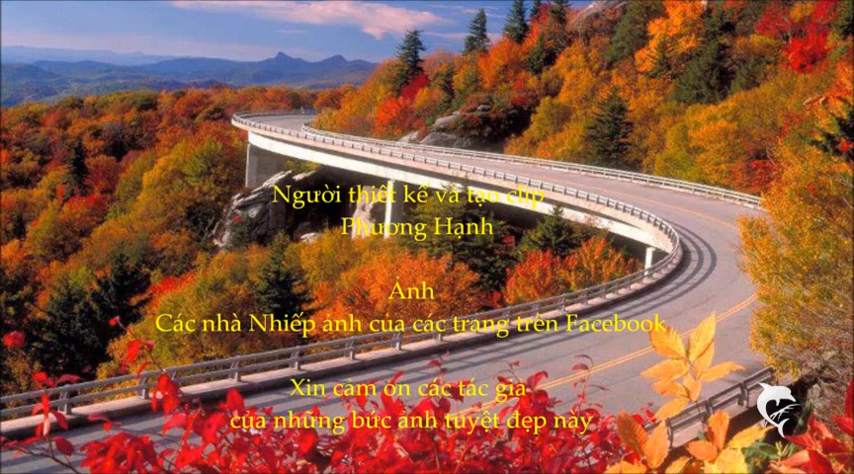 Người thiết kế và tạo clip
Phương Hạnh
Ảnh
Các nhà Nhiếp ảnh của các trang trên Facebook
Xin cảm ơn các tác giả
của những bức ảnh tuyệt đẹp này